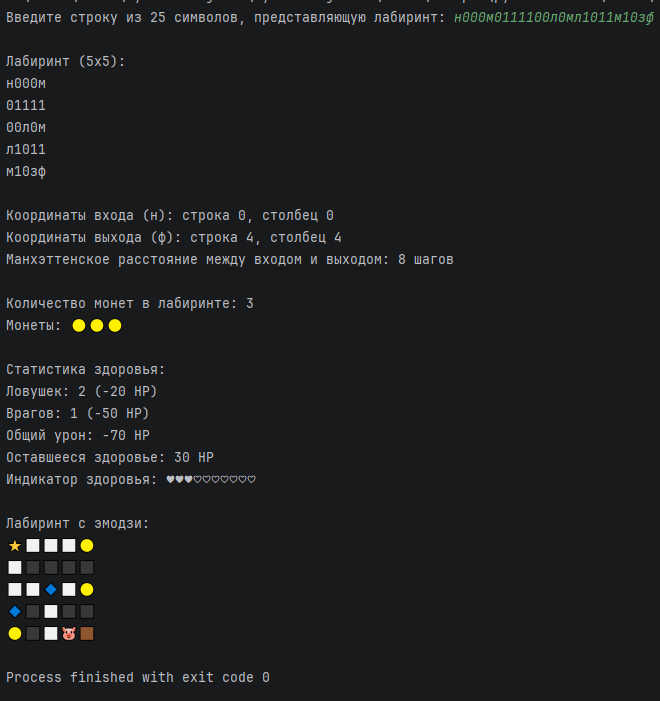 Введите строку из 25 символов, представляющую лабиринт: н000м0111100л0мл1011м10зф
Лабиринт (5x5):
н000м
01111
00л0м
л1011
м10зф
Координаты входа (н): строка 0, столбец 0
Координаты выхода (ф): строка 4, столбец 4
Манхэттенское расстояние между входом и выходом: 8 шагов
Количество монет в лабиринте: 3
Монеты: 🟡🟡🟡
Статистика здоровья:
Ловушек: 2 (-20 HP)
Врагов: 1 (-50 HP)
Общий урон: -70 HP
Оставшееся здоровье: 30 HP
Индикатор здоровья: ♥♥♥♡♡♡♡♡♡♡
Лабиринт с эмодзи:
⭐⬜⬜⬜🟡
⬜⬛⬛⬛⬛
⬜⬜🔷⬜🟡
🔷⬛⬜⬛⬛
🟡⬛⬜👹🟫
Process finished with exit code 0